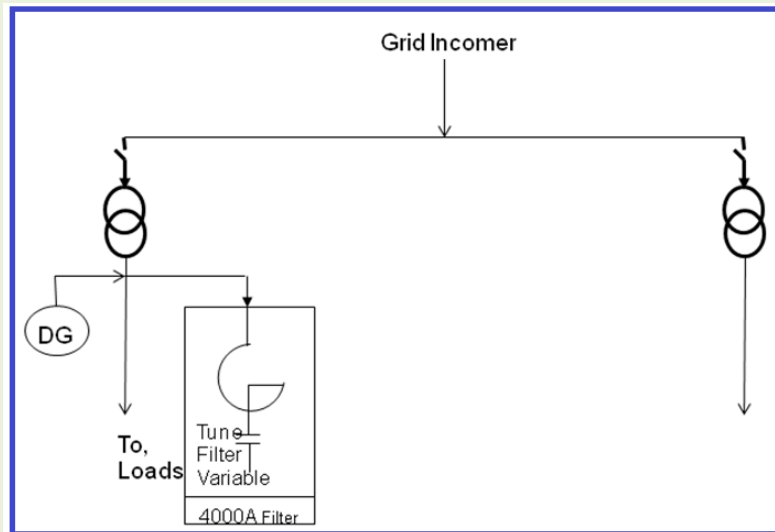 Grid Incomer
DG
To,
Loads
Tune
Filter
Variable
4000A Filter